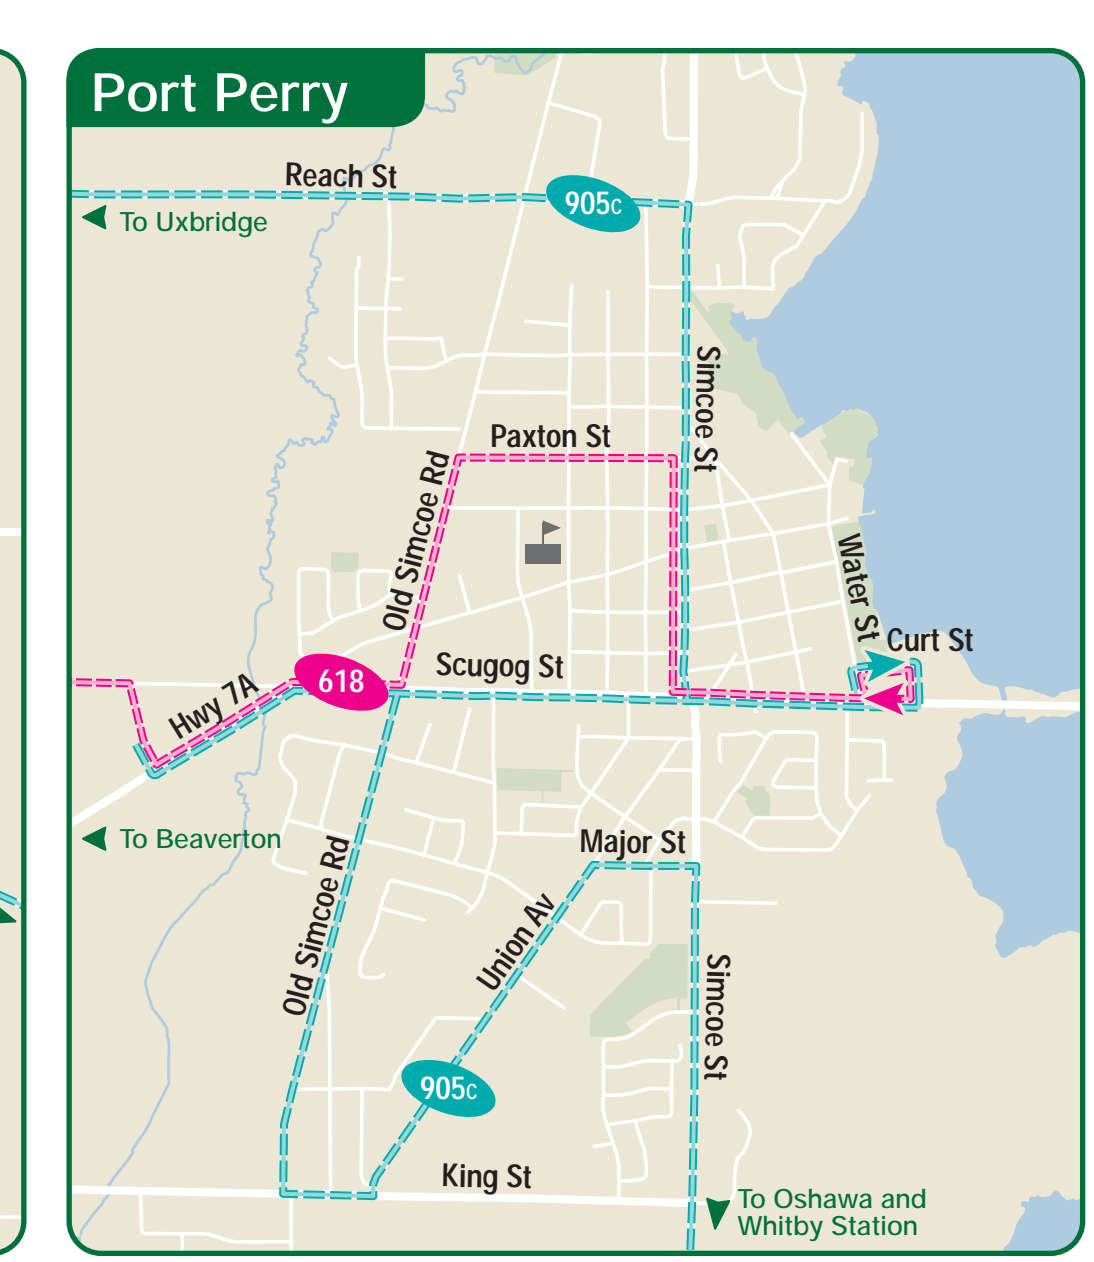 Port Perry
Reach St
905C
To Uxbridge
Simcoe St
Paxton St
Old Simcoe Rd
Water St
Curt St
Scugog St
618
Hwy 7A
To Beaverton
Major St
Old Simcoe Rd
Union Av
Simcoe St
905C
King St
To Oshawa and
Whitby Station